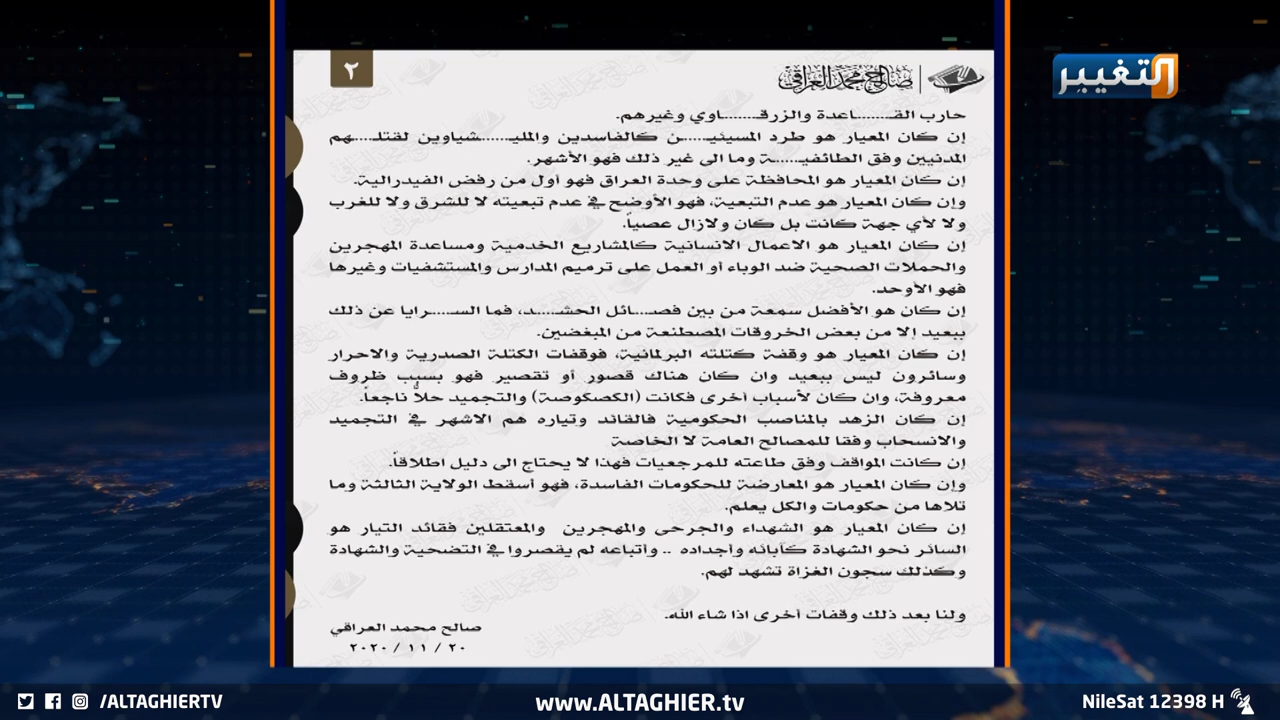 ٢
صالح محمد العراقي
التغيير
حارب القـــــــاعدة والزرقـــــــاوي وغيرهم.
إن كان المعيار هو طرد المسيئيـــــن كالفاسدين والمليـــــشياوين لقتلـــــهم
المدنيين وفق الطائفيـــــة وما الى غير ذلك فهو الأشهر.
إن كان المعيار هو المحافظة على وحدة العراق فهو أول من رفض الفيدرالية.
وإن كان المعيار هو عدم التبعية، فهو الأوضح في عدم تبعيته لا للشرق ولا للغرب
ولا لأي جهة كانت بل كان ولازال عصياً.
إن كان المعيار هو الاعمال الانسانية كالمشاريع الخدمية ومساعدة المهجرين
والحملات الصحية ضد الوباء أو العمل على ترميم المدارس والمستشفيات وغيرها
فهو الأوحد.
إن كان هو الأفضل سمعة من بين فصـــائل الحشـــد، فما الســـرايا عن ذلك
ببعيد إلا من بعض الخروقات المصطنعة من المبغضين.
إن كان المعيار هو وقفة كتلته البرلمانية، فوقفات الكتلة الصدرية والاحرار
وسائرون ليس ببعيد وان كان هناك قصور أو تقصير فهو بسبب ظروف
معروفة، وان كان لأسباب أخرى فكانت (الكصكوصة) والتجميد حلاً ناجعاً.
إن كان الزهد بالمناصب الحكومية فالقائد وتياره هم الاشهر في التجميد
والانسحاب وفقا للمصالح العامة لا الخاصة
إن كانت المواقف وفق طاعته للمرجعيات فهذا لا يحتاج الى دليل اطلاقاً.
وإن كان المعيار هو المعارضة للحكومات الفاسدة، فهو أسقط الولاية الثالثة وما
تلاها من حكومات والكل يعلم.
إن كان المعيار هو الشهداء والجرحى والمهجرين والمعتقلين فقائد التيار هو
السائر نحو الشهادة كآبائه وأجداده .. وأتباعه لم يقصروا في التضحية والشهادة
وكذلك سجون الغزاة تشهد لهم.
ولنا بعد ذلك وقفات أخرى اذا شاء الله.
صالح محمد العراقي
٢٠ / ١١ / ٢٠٢٠
/ALTAGHIERTV
www.ALTAGHIER.tv
NileSat 12398 H